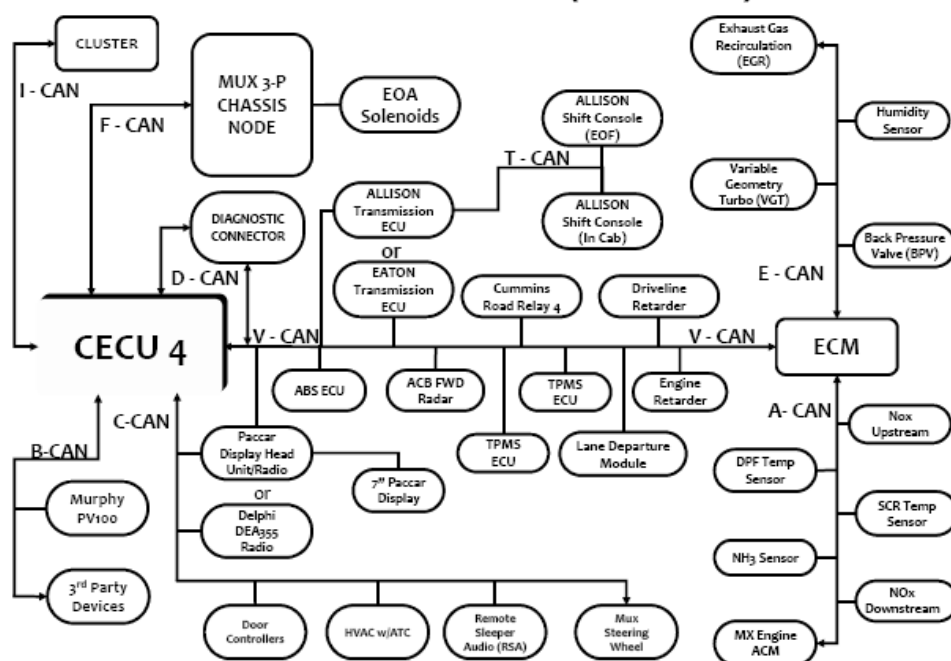 CLUSTER
I - CAN
F - CAN
MUX 3-P
CHASSIS
NODE
EOA
Solenoids
ALLISON
Shift Console
(EOF)
T - CAN
ALLISON
Shift Console
(In Cab)
ALLISON
Transmission
ECU
or
EATON
Transmission
ECU
DIAGNOSTIC
CONNECTOR
D - CAN
Exhaust Gas
Recirculation
(EGR)
Humidity
Sensor
Variable
Geometry
Turbo (VGT)
Back Pressure
Valve (BPV)
E - CAN
Cummins
Road Relay 4
Driveline
Retarder
CECU 4
V - CAN
V - CAN
ECM
ABS ECU
ACB FWD
Radar
TPMS
ECU
Engine
Retarder
C-CAN
B-CAN
A- CAN
Paccar
Display Head
Unit/Radio
7" Paccar
Display
or
Delphi
DEA355
Radio
TPMS
ECU
Lane Departure
Module
Murphy
PV100
3rd Party
Devices
Door
Controllers
HVAC w/ATC
Remote
Sleeper
Audio (RSA)
Mux
Steering
Wheel
Nox
Upstream
DPF Temp
Sensor
SCR Temp
Sensor
NH3 Sensor
NOx
Downstream
MX Engine
ACM